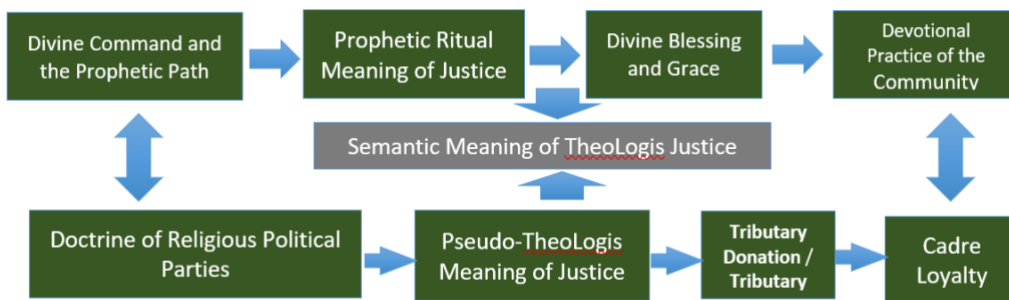 Divine Command and
the Prophetic Path
Prophetic Ritual
Meaning of Justice
Divine Blessing
and Grace
Devotional
Practice of the
Community
Semantic Meaning of TheoLogis Justice
Doctrine of Religious Political
Parties
Pseudo-TheoLogis
Meaning of Justice
Tributary
Donation /
Tributary
Cadre
Loyalty